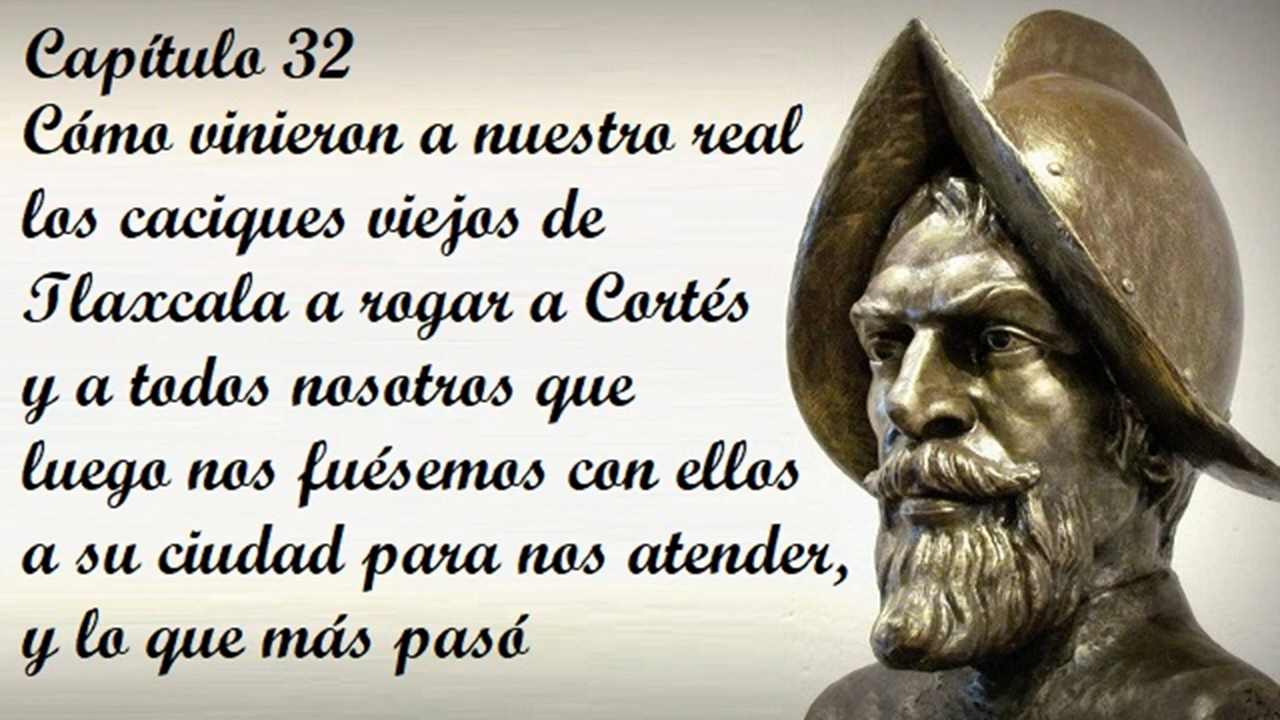 Capítulo 32
Cómo vinieron a nuestro real
los caciques viejos de
Tlaxcala a rogar a Cortés
y a todos nosotros que
luego nos fuésemos con ellos
a su ciudad para nos atender,
y lo que más pasó